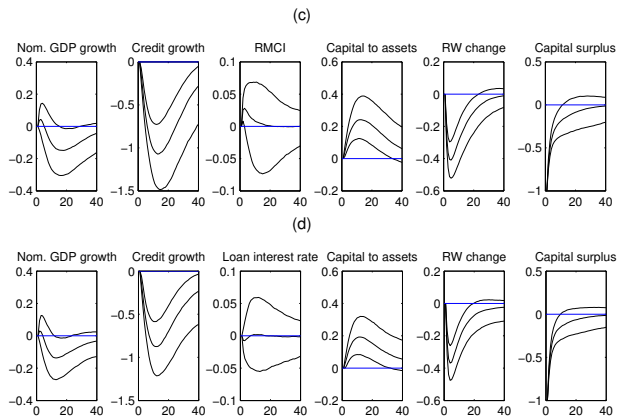 (c)
Nom. GDP growth
0.4
0.2
0
−0.2
−0.4
0 20 40
Credit growth
0
−0.5
−1
−1.5
0 20 40
RMCI
0.1
0.05
0
−0.05
−0.1
0 20 40
Capital to assets
0.6
0.4
0.2
0
0.2
0 20 40
RW change
0.2
0
−0.2
−0.4
−0.6
0 20 40
Capital surplus
0.5
0
−0.5
−1
0 20 40
(d)
Nom. GDP growth
0.4
0.2
0
−0.2
−0.4
0 20 40
Credit growth
0
−0.5
−1
−1.5
0 20 40
Loan interest rate
0.1
0.05
0
−0.05
−0.1
0 20 40
Capital to assets
0.6
0.4
0.2
0
0.2
0 20 40
RW change
0.2
0
−0.2
−0.4
−0.6
0 20 40
Capital surplus
0.5
0
−0.5
−1
0 20 40